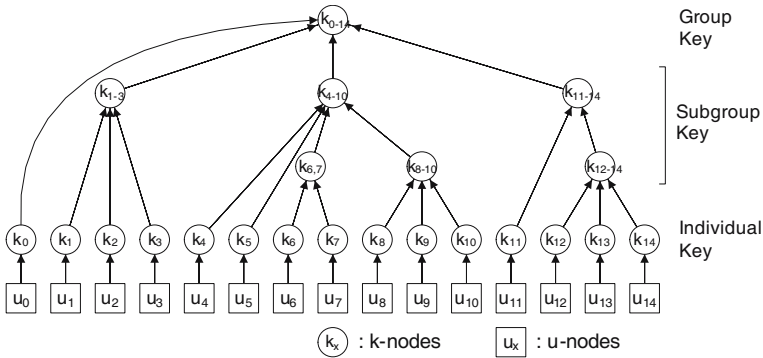 k0-14
Group
Key
k1-3 k4-10 k11-14
Subgroup
Key
k6,7 k8-10 k12-14
k0 k1 k2 k3 k4 k5 k6 k7 k8 k9 k10 k11 k12 k13 k14
Individual
Key
u0 u1 u2 u3 u4 u5 u6 u7 u8 u9 u10 u11 u12 u13 u14
kx : k-nodes ux : u-nodes